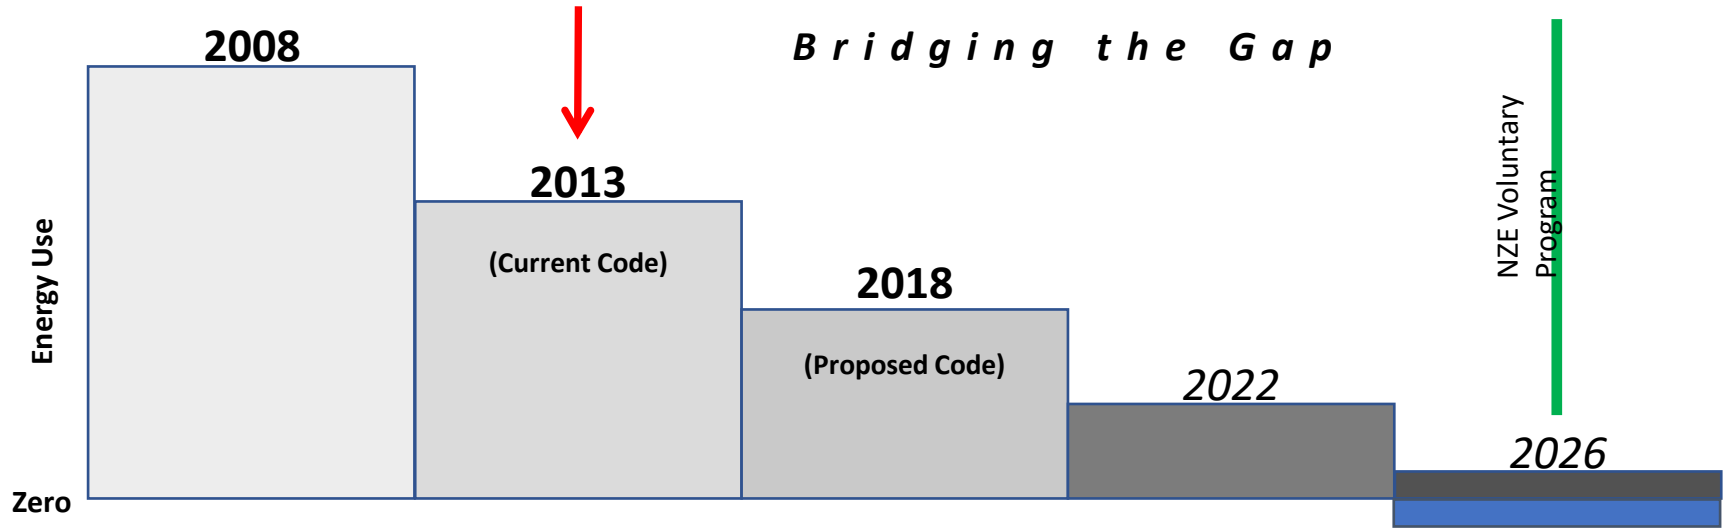 2008
Bridging the Gap
2013
(Current Code)
2018
(Proposed Code)
2022
2026
NZE Voluntary
Program
Energy Use
Zero